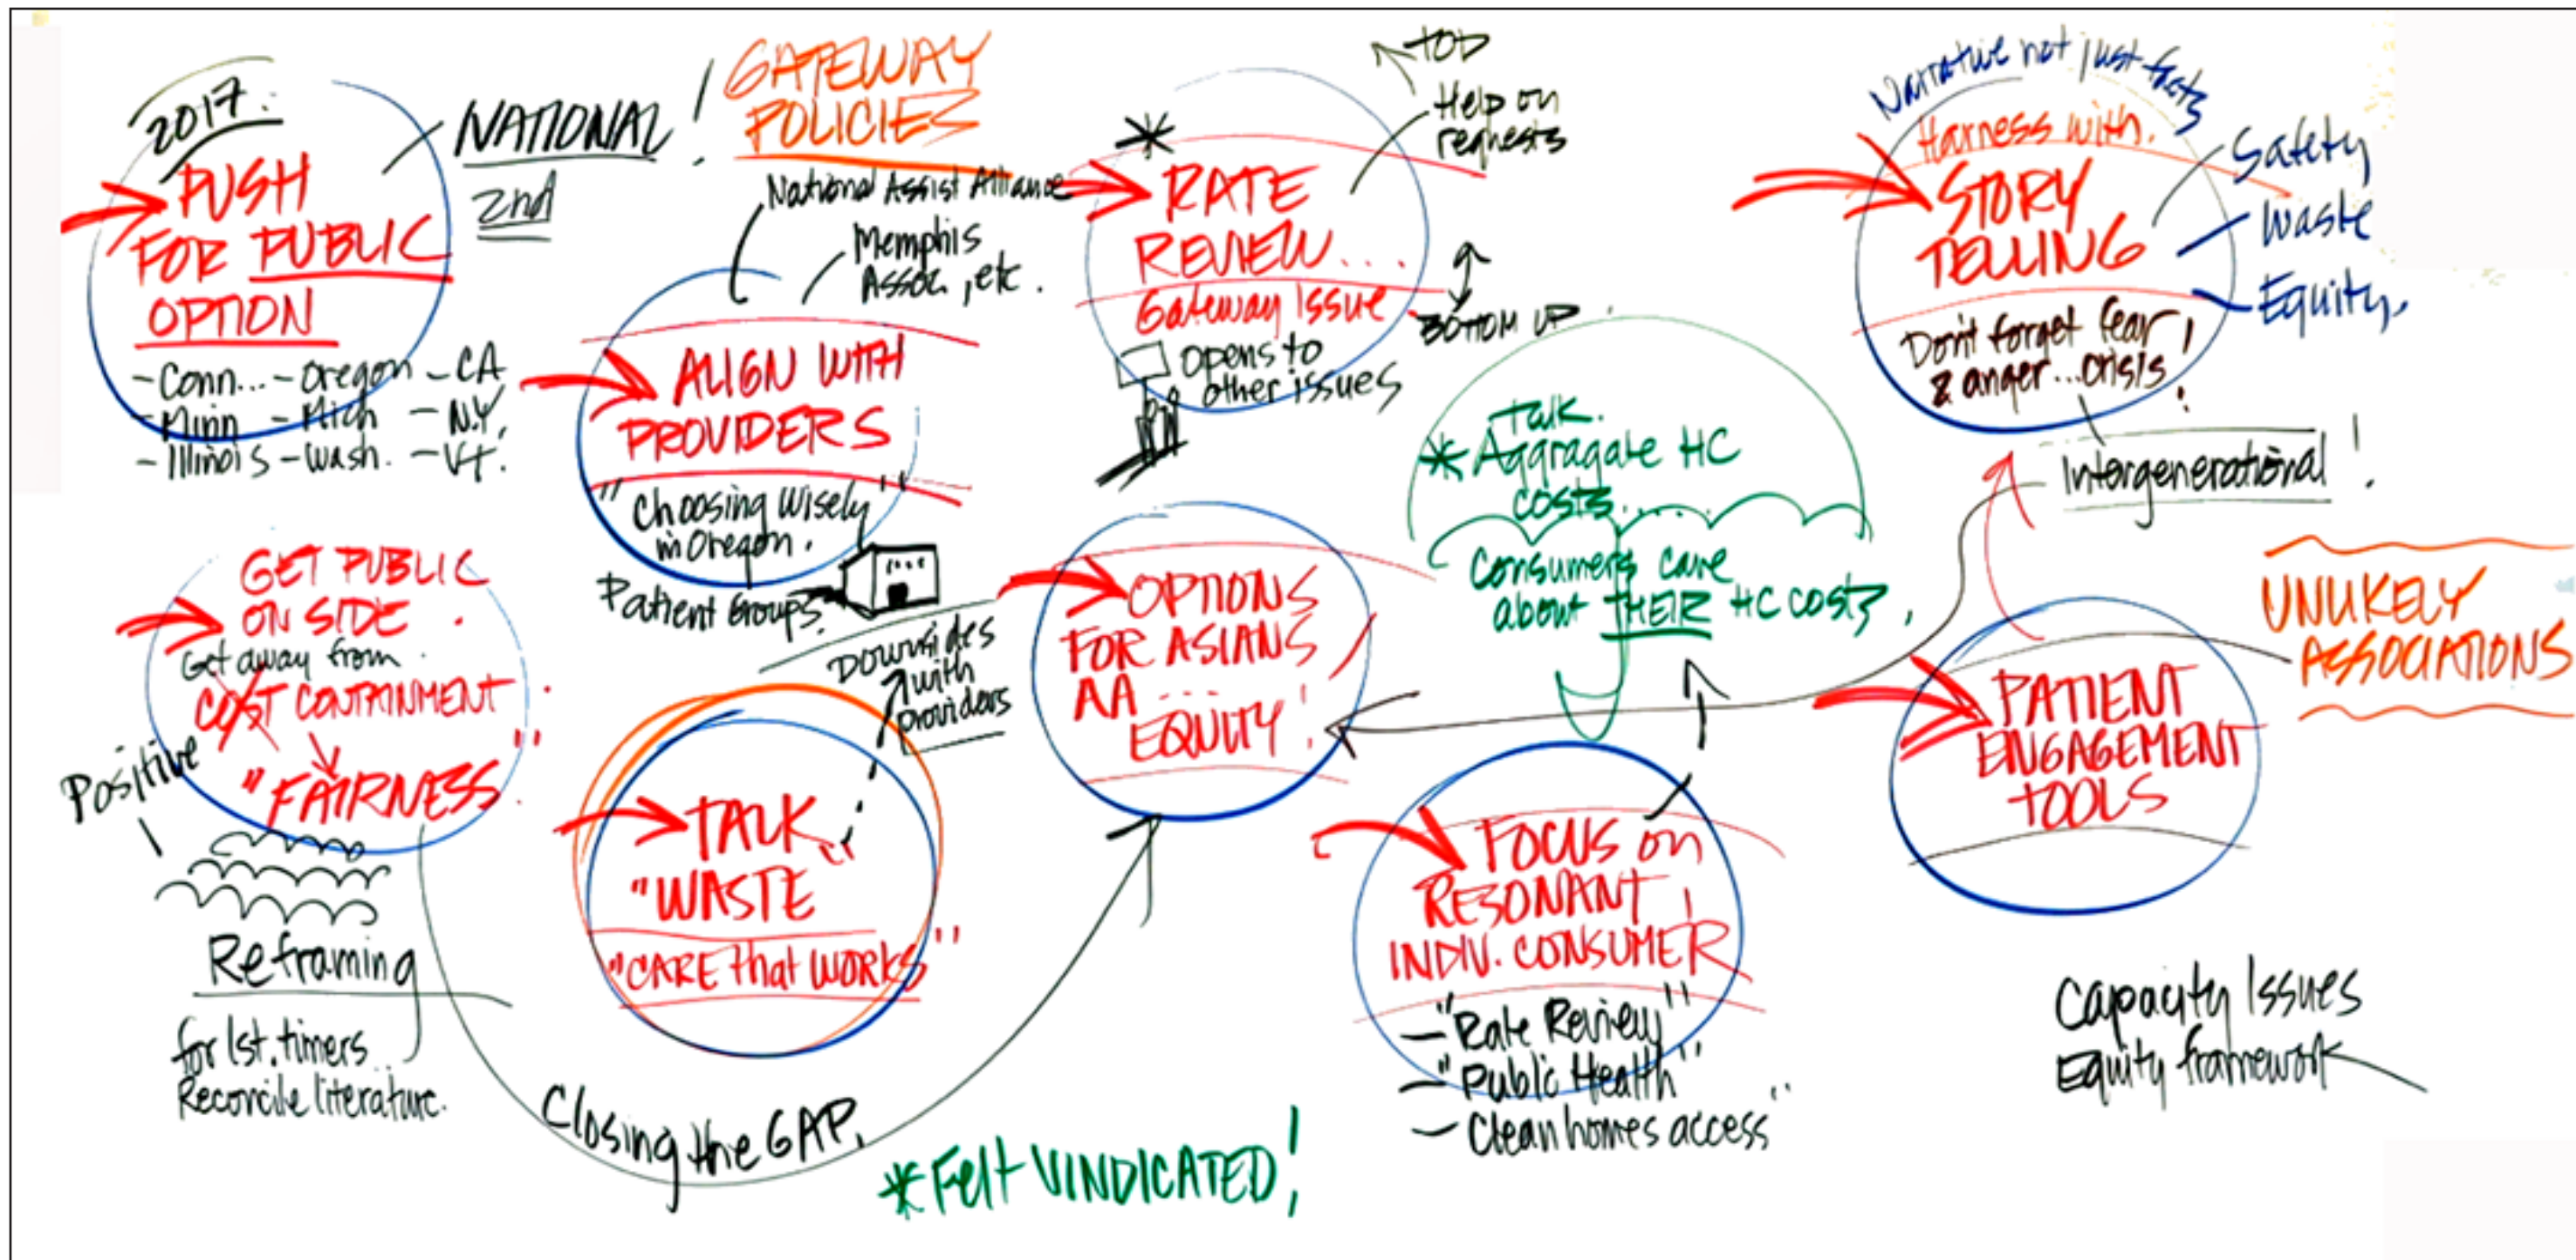 2017.
PUSH
FOR PUBLIC
OPTION
- Conn... - Oregon - CA
- Minn - Mich - N.Y.
- Illinois - Wash. - Vt.
NATIONAL!
2nd
GATEWAY
POLICIES
National Assist Alliance
Memphis
Assoc, etc.
ALIGN WITH
PROVIDERS
"Choosing Wisely"
in Oregon.
Patient Groups.
* RATE
REVIEW...
Gateway Issue
Opens to
other issues
TOD
Help on
requests
BOTTOM UP
Talk.
* Aggragate HC
costs.....
Consumers care
about THEIR HC costs,
Narrative not just facts
Harness with.
STORY
TELLING
Don't forget fear
& anger...crisis!
Safety
Waste
Equity.
Intergenerational!
GET PUBLIC
ON SIDE.
Get away from.
COST CONTAINMENT
"FAIRNESS."
Positive
Reframing
for 1st. timers
Reconcile literature.
Closing the GAP.
TALK
"WASTE"
"CARE that WORKS"
Downsides
with
providers
OPTIONS
FOR ASIANS
AA ...
EQUITY!
FOCUS on
RESONANT
INDIV. CONSUMER
- "Rate Review"
- "Public Health"
- Clean homes access"
UNLIKELY
ASSOCIATIONS
PATIENT
ENGAGEMENT
TOOLS
Capacity Issues
Equity framework
* Felt VINDICATED!